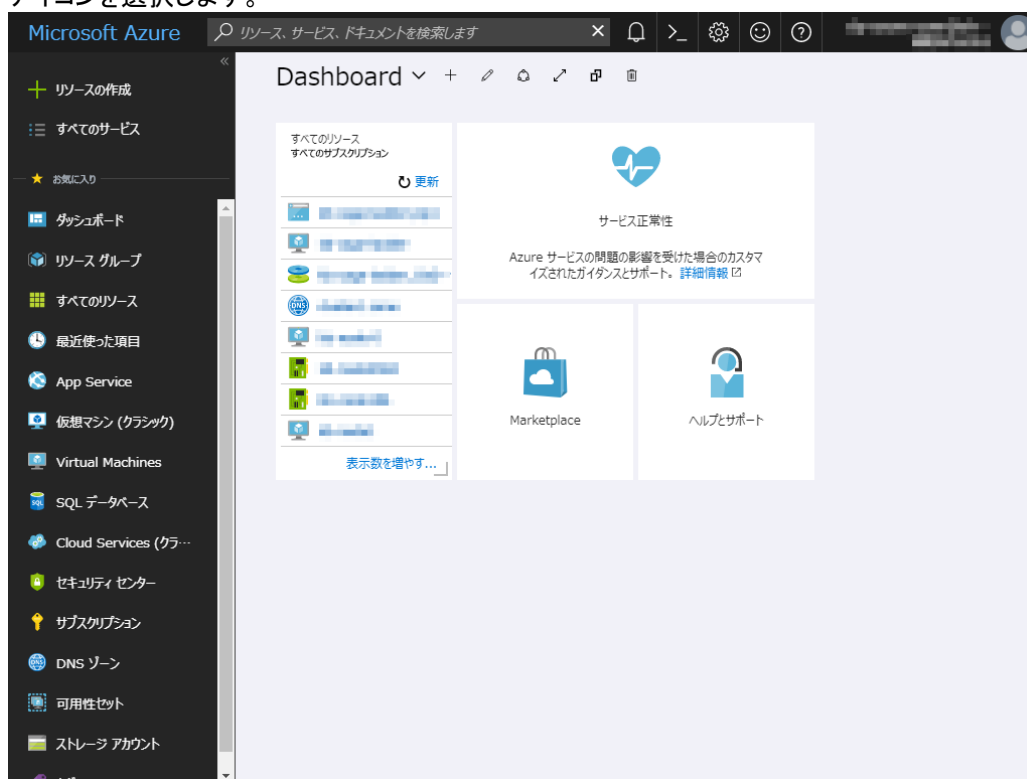 アイコンを選択します。
Microsoft Azure
リソース、サービス、ドキュメントを検索します
Dashboard
リソースの作成
すべてのサービス
お気に入り
ダッシュボード
リソース グループ
すべてのリソース
最近使った項目
App Service
仮想マシン (クラシック)
Virtual Machines
SQL データベース
Cloud Services (クラ…
セキュリティ センター
サブスクリプション
DNS ゾーン
可用性セット
ストレージ アカウント
すべてのリソース
すべてのサブスクリプション
更新
表示数を増やす...
サービス正常性
Azure サービスの問題の影響を受けた場合のカスタマ
イズされたガイダンスとサポート。詳細情報
Marketplace
ヘルプとサポート